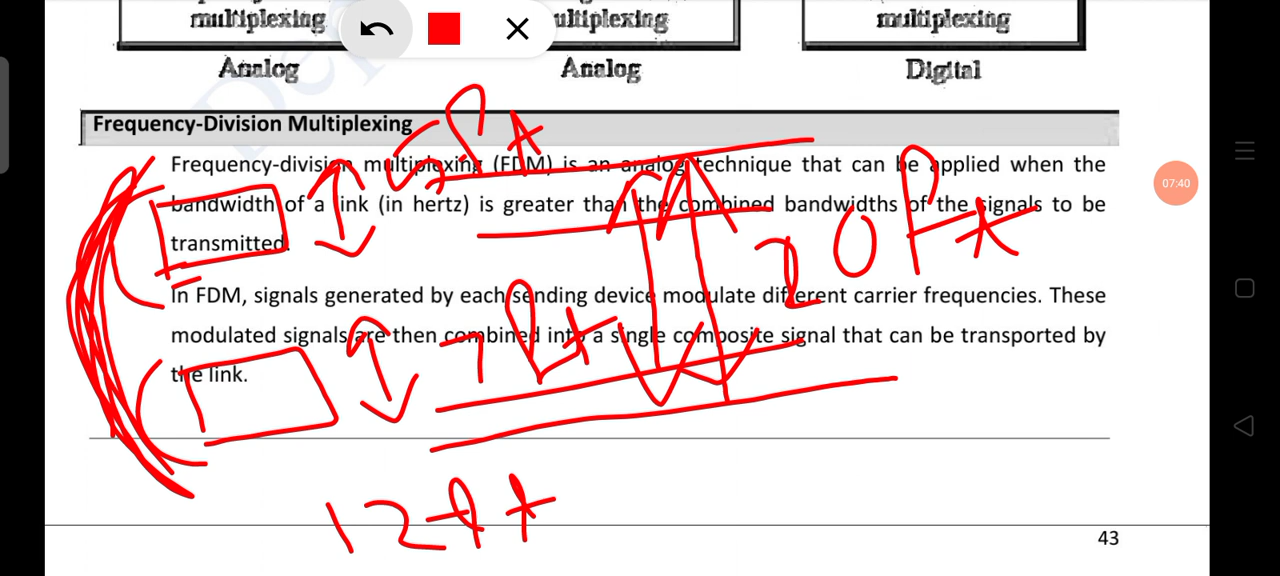 multiplexing ultiplexing multiplexing
Analog Analog Digital
Frequency-Division Multiplexing
Frequency-division multiplexing (FDM) is an analog technique that can be applied when the
bandwidth of a link (in hertz) is greater than the combined bandwidths of the signals to be
transmitted.
In FDM, signals generated by each sending device modulate different carrier frequencies. These
modulated signals are then combined into a single composite signal that can be transported by
the link.
43
07:40